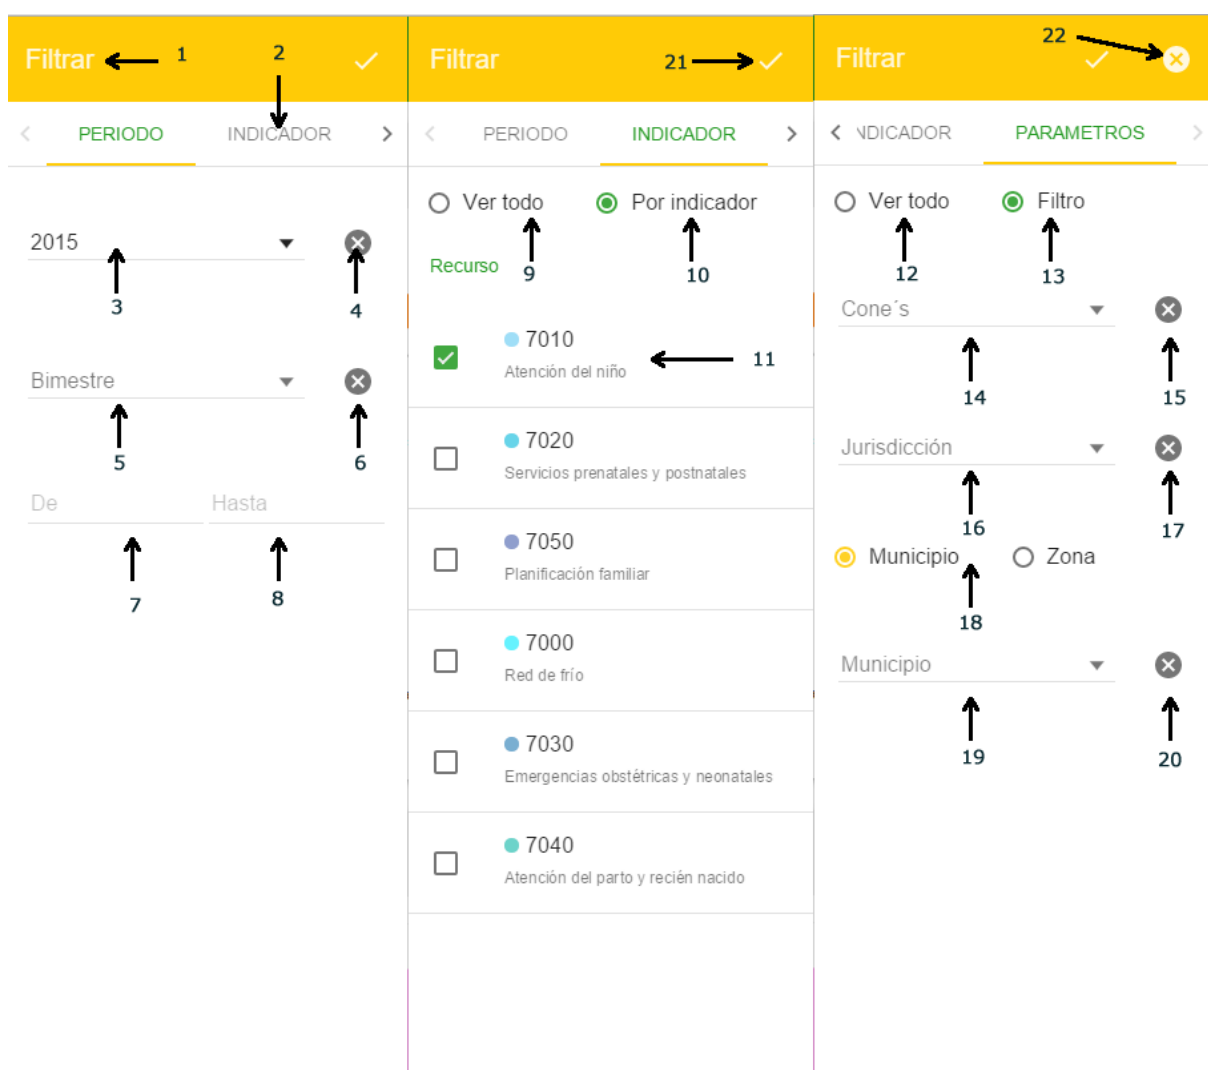 Filtrar
1
2
PERIODO
INDICADOR
2015
3
4
Bimestre
5
6
De
Hasta
7
8
Filtrar
21
PERIODO
INDICADOR
Ver todo
Por indicador
Recurso
9
10
7010
Atención del niño
11
7020
Servicios prenatales y postnatales
7050
Planificación familiar
7000
Red de frío
7030
Emergencias obstétricas y neonatales
7040
Atención del parto y recién nacido
Filtrar
22
NDICADOR
PARAMETROS
Ver todo
Filtro
12
13
Cone´s
14
15
Jurisdicción
16
17
Municipio
Zona
18
Municipio
19
20